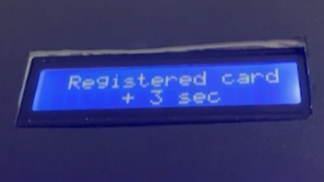 Registered card
+ 3 sec